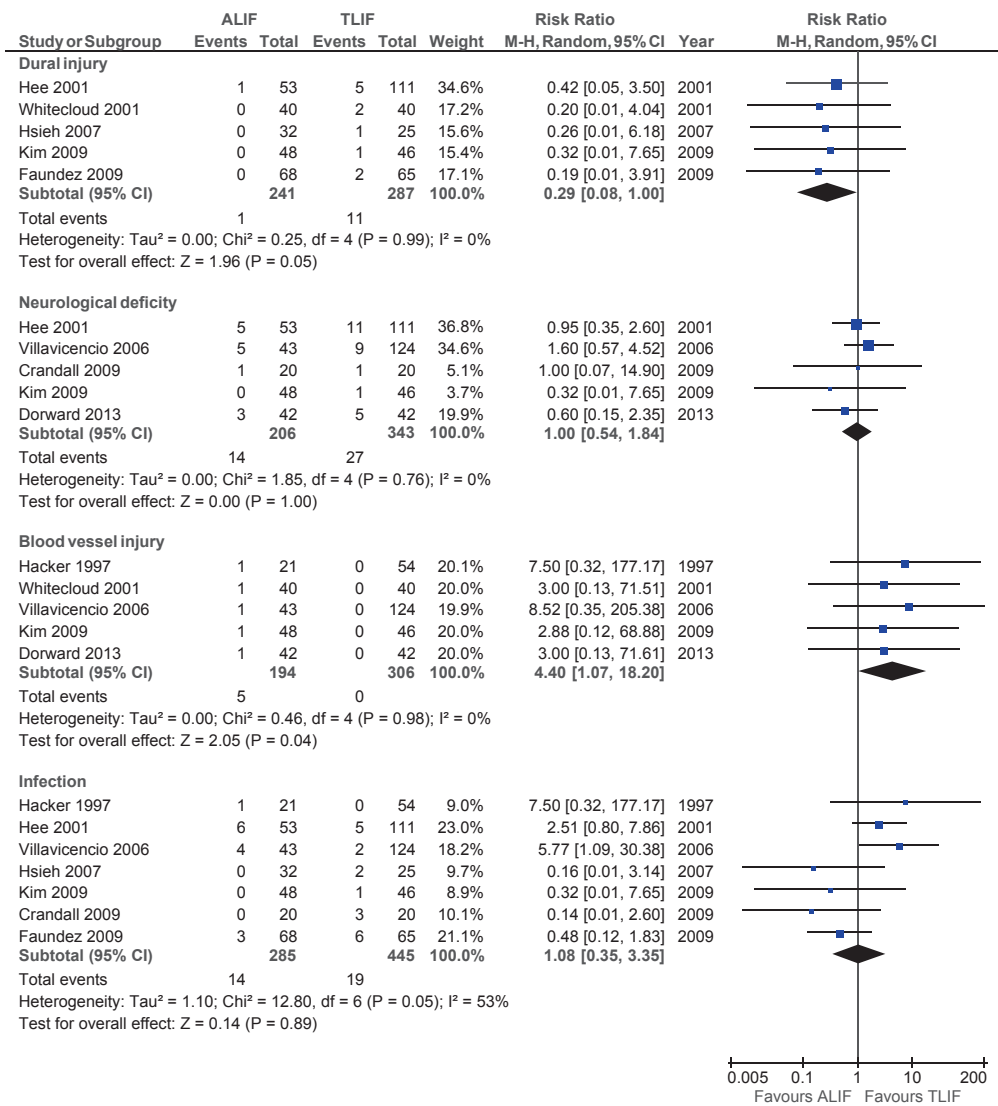 ALIF TLIF Risk Ratio Risk Ratio
Study or Subgroup Events Total Events Total Weight M-H, Random, 95% CI Year M-H, Random, 95% CI
Dural injury
Hee 2001 1 53 5 111 34.6% 0.42 [0.05, 3.50] 2001
Whitecloud 2001 0 40 2 40 17.2% 0.20 [0.01, 4.04] 2001
Hsieh 2007 0 32 1 25 15.6% 0.26 [0.01, 6.18] 2007
Kim 2009 0 48 1 46 15.4% 0.32 [0.01, 7.65] 2009
Faundez 2009 0 68 2 65 17.1% 0.19 [0.01, 3.91] 2009
Subtotal (95% CI) 241 287 100.0% 0.29 [0.08, 1.00]
Total events 1 11
Heterogeneity: Tau² = 0.00; Chi² = 0.25, df = 4 (P = 0.99); I² = 0%
Test for overall effect: Z = 1.96 (P = 0.05)
Neurological deficity
Hee 2001 5 53 11 111 36.8% 0.95 [0.35, 2.60] 2001
Villavicencio 2006 5 43 9 124 34.6% 1.60 [0.57, 4.52] 2006
Crandall 2009 1 20 1 20 5.1% 1.00 [0.07, 14.90] 2009
Kim 2009 0 48 1 46 3.7% 0.32 [0.01, 7.65] 2009
Dorward 2013 3 42 5 42 19.9% 0.60 [0.15, 2.35] 2013
Subtotal (95% CI) 206 343 100.0% 1.00 [0.54, 1.84]
Total events 14 27
Heterogeneity: Tau² = 0.00; Chi² = 1.85, df = 4 (P = 0.76); I² = 0%
Test for overall effect: Z = 0.00 (P = 1.00)
Blood vessel injury
Hacker 1997 1 21 0 54 20.1% 7.50 [0.32, 177.17] 1997
Whitecloud 2001 1 40 0 40 20.0% 3.00 [0.13, 71.51] 2001
Villavicencio 2006 1 43 0 124 19.9% 8.52 [0.35, 205.38] 2006
Kim 2009 1 48 0 46 20.0% 2.88 [0.12, 68.88] 2009
Dorward 2013 1 42 0 42 20.0% 3.00 [0.13, 71.61] 2013
Subtotal (95% CI) 194 306 100.0% 4.40 [1.07, 18.20]
Total events 5 0
Heterogeneity: Tau² = 0.00; Chi² = 0.46, df = 4 (P = 0.98); I² = 0%
Test for overall effect: Z = 2.05 (P = 0.04)
Infection
Hacker 1997 1 21 0 54 9.0% 7.50 [0.32, 177.17] 1997
Hee 2001 6 53 5 111 23.0% 2.51 [0.80, 7.86] 2001
Villavicencio 2006 4 43 2 124 18.2% 5.77 [1.09, 30.38] 2006
Hsieh 2007 0 32 2 25 9.7% 0.16 [0.01, 3.14] 2007
Kim 2009 0 48 1 46 8.9% 0.32 [0.01, 7.65] 2009
Crandall 2009 0 20 3 20 10.1% 0.14 [0.01, 2.60] 2009
Faundez 2009 3 68 6 65 21.1% 0.48 [0.12, 1.83] 2009
Subtotal (95% CI) 285 445 100.0% 1.08 [0.35, 3.35]
Total events 14 19
Heterogeneity: Tau² = 1.10; Chi² = 12.80, df = 6 (P = 0.05); I² = 53%
Test for overall effect: Z = 0.14 (P = 0.89)
0.005 0.1 1 10 200
Favours ALIF Favours TLIF